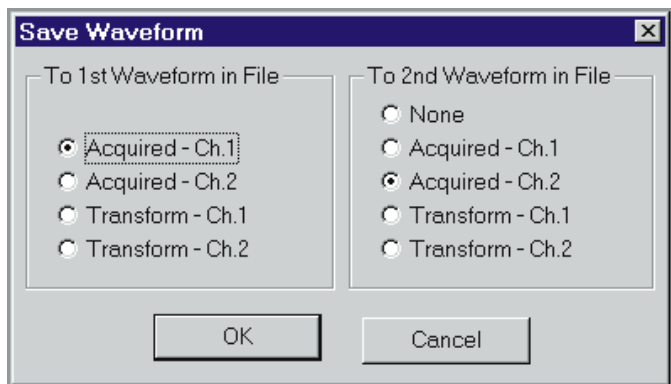 Save Waveform
To 1st Waveform in File
Acquired - Ch.1
Acquired - Ch.2
Transform - Ch.1
Transform - Ch.2
To 2nd Waveform in File
None
Acquired - Ch.1
Acquired - Ch.2
Transform - Ch.1
Transform - Ch.2
OK
Cancel